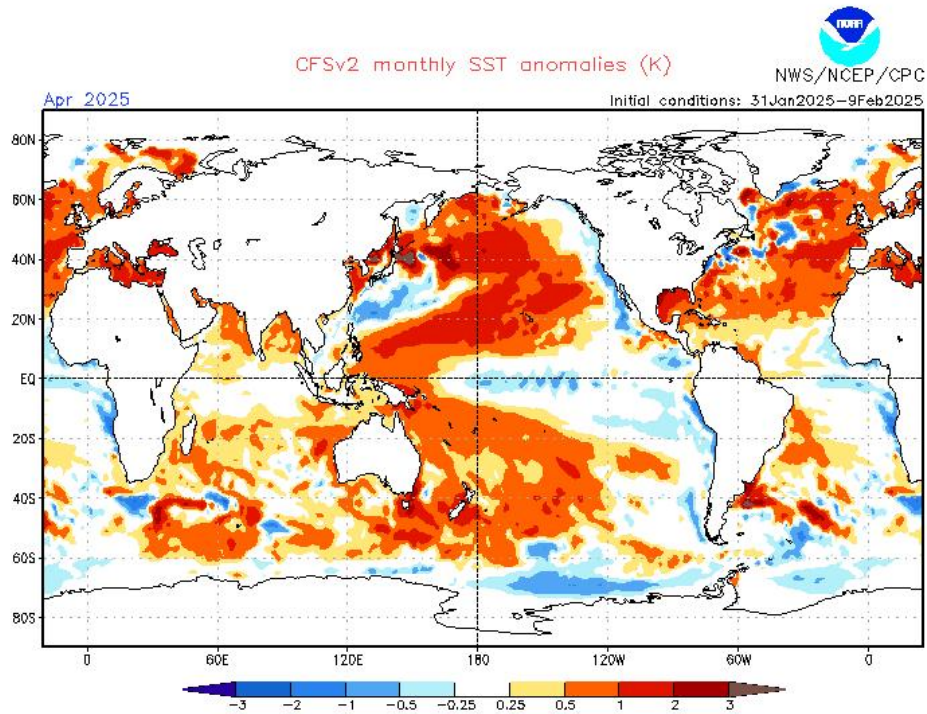 NOAA
CFSv2 monthly SST anomalies (K)
NWS/NCEP/CPC
Apr 2025
Initial conditions: 31Jan2025-9Feb2025
80N
60N
40N
20N
EQ
20S
40S
60S
80S
0 60E 120E 180 120W 60W 0
-3 -2 -1 -0.5 -0.25 0.25 0.5 1 2 3